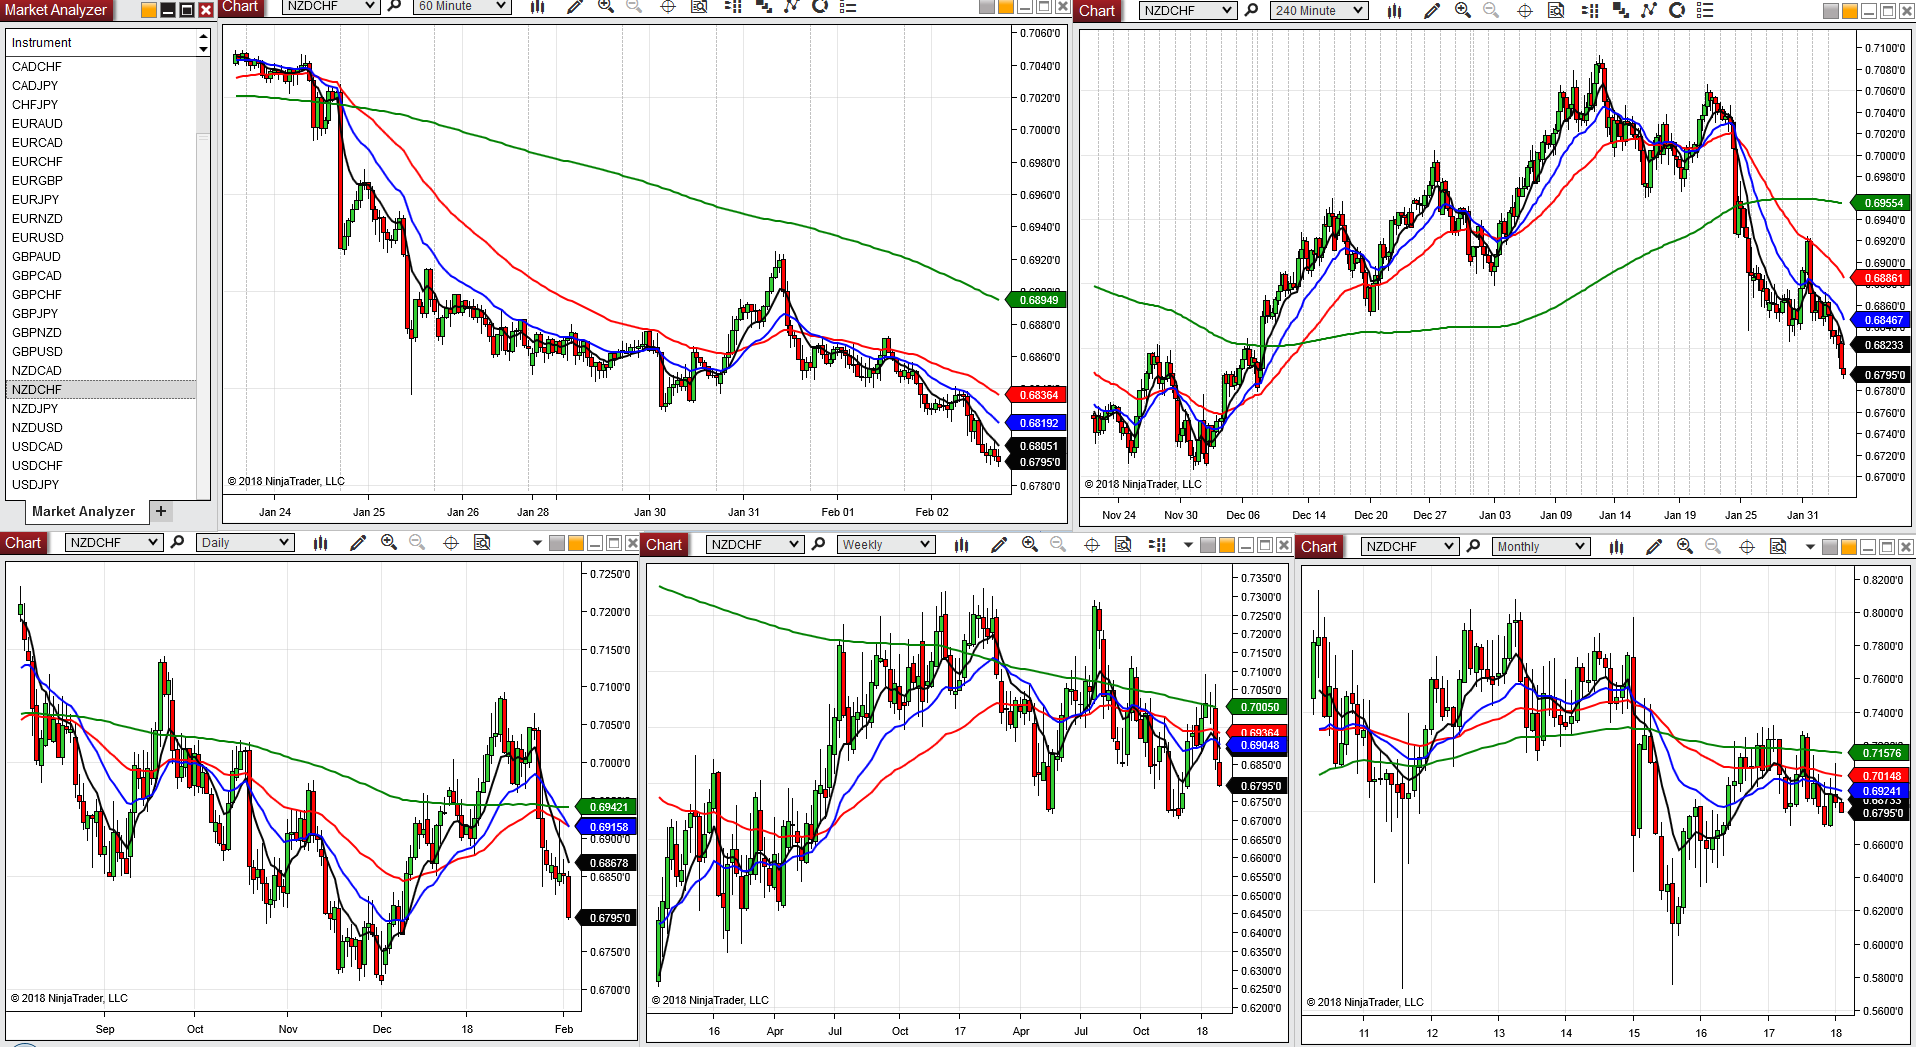 Market Analyzer
Instrument
CADCHF
CADJPY
CHFJPY
EURAUD
EURCAD
EURCHF
EURGBP
EURJPY
EURNZD
EURUSD
GBPAUD
GBPCAD
GBPCHF
GBPJPY
GBPNZD
GBPUSD
NZDCAD
NZDCHF
NZDJPY
NZDUSD
USDCAD
USDCHF
USDJPY
Market Analyzer +
Chart NZDCHF 60 Minute
0.7060'0
0.7040'0
0.7020'0
0.7000'0
0.6980'0
0.6960'0
0.6940'0
0.6920'0
0.68949
0.6880'0
0.6860'0
0.68364
0.68192
0.68051
0.6795'0
0.6780'0
© 2018 NinjaTrader, LLC
Jan 24 Jan 25 Jan 26 Jan 28 Jan 30 Jan 31 Feb 01 Feb 02
Chart NZDCHF 240 Minute
0.7100'0
0.7080'0
0.7060'0
0.7040'0
0.7020'0
0.7000'0
0.6980'0
0.69554
0.6940'0
0.6920'0
0.6900'0
0.68861
0.6860'0
0.68467
0.68233
0.6795'0
0.6780'0
0.6760'0
0.6740'0
0.6720'0
0.6700'0
© 2018 NinjaTrader, LLC
Nov 24 Nov 30 Dec 06 Dec 14 Dec 20 Dec 27 Jan 03 Jan 09 Jan 14 Jan 19 Jan 25 Jan 31
Chart NZDCHF Daily
0.7250'0
0.7200'0
0.7150'0
0.7100'0
0.7050'0
0.7000'0
0.69421
0.69158
0.6900'0
0.68678
0.6850'0
0.6795'0
0.6750'0
0.6700'0
© 2018 NinjaTrader, LLC
Sep Oct Nov Dec 18 Feb
Chart NZDCHF Weekly
0.7350'0
0.7300'0
0.7250'0
0.7200'0
0.7150'0
0.7100'0
0.7050'0
0.70050
0.69364
0.69048
0.6850'0
0.6795'0
0.6750'0
0.6700'0
0.6650'0
0.6600'0
0.6550'0
0.6500'0
0.6450'0
0.6400'0
0.6350'0
0.6300'0
0.6250'0
0.6200'0
© 2018 NinjaTrader, LLC
16 Apr Jul Oct 17 Apr Jul Oct 18
Chart NZDCHF Monthly
0.8200'0
0.8000'0
0.7800'0
0.7600'0
0.7400'0
0.71576
0.70148
0.69241
0.6795'0
0.6600'0
0.6400'0
0.6200'0
0.6000'0
0.5800'0
0.5600'0
© 2018 NinjaTrader, LLC
11 12 13 14 15 16 17 18